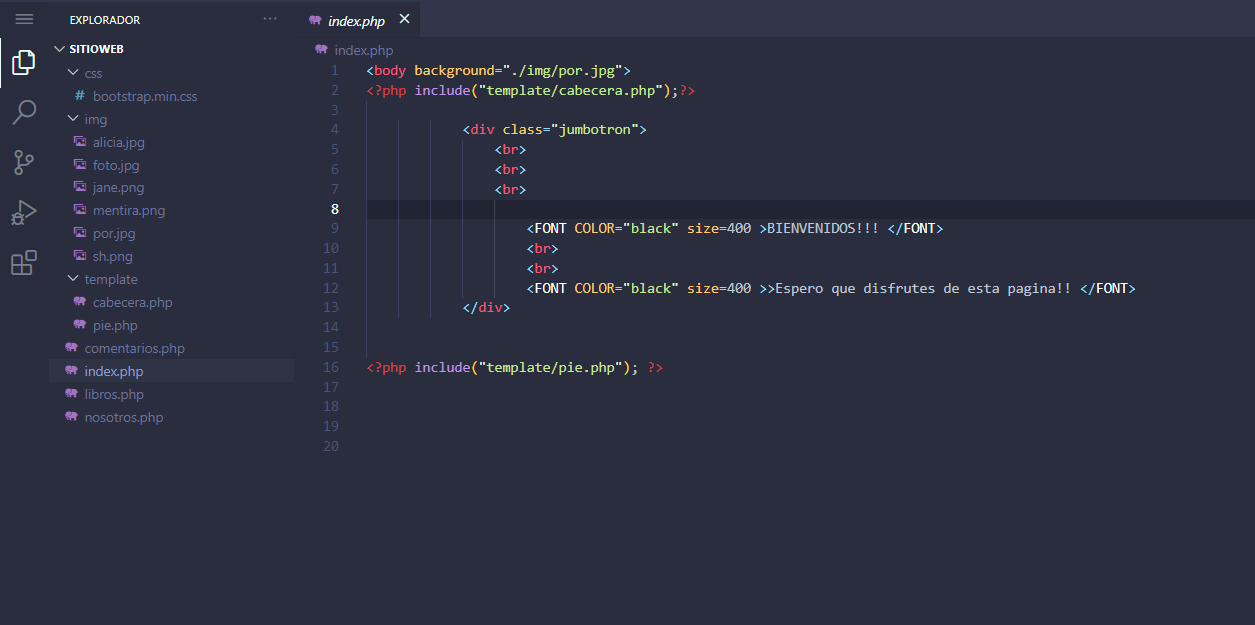 EXPLORADOR
SITIOWEB
css
# bootstrap.min.css
img
alicia.jpg
foto.jpg
jane.png
mentira.png
por.jpg
sh.png
template
cabecera.php
pie.php
comentarios.php
index.php
libros.php
nosotros.php
index.php
index.php
1 <body background="./img/por.jpg">
2 <?php include("template/cabecera.php");?>
3
4 <div class="jumbotron">
5 <br>
6 <br>
7 <br>
8
9 <FONT COLOR="black" size=400 >BIENVENIDOS!!! </FONT>
10 <br>
11 <br>
12 <FONT COLOR="black" size=400 >>Espero que disfrutes de esta pagina!! </FONT>
13 </div>
14
15
16 <?php include("template/pie.php"); ?>
17
18
19
20